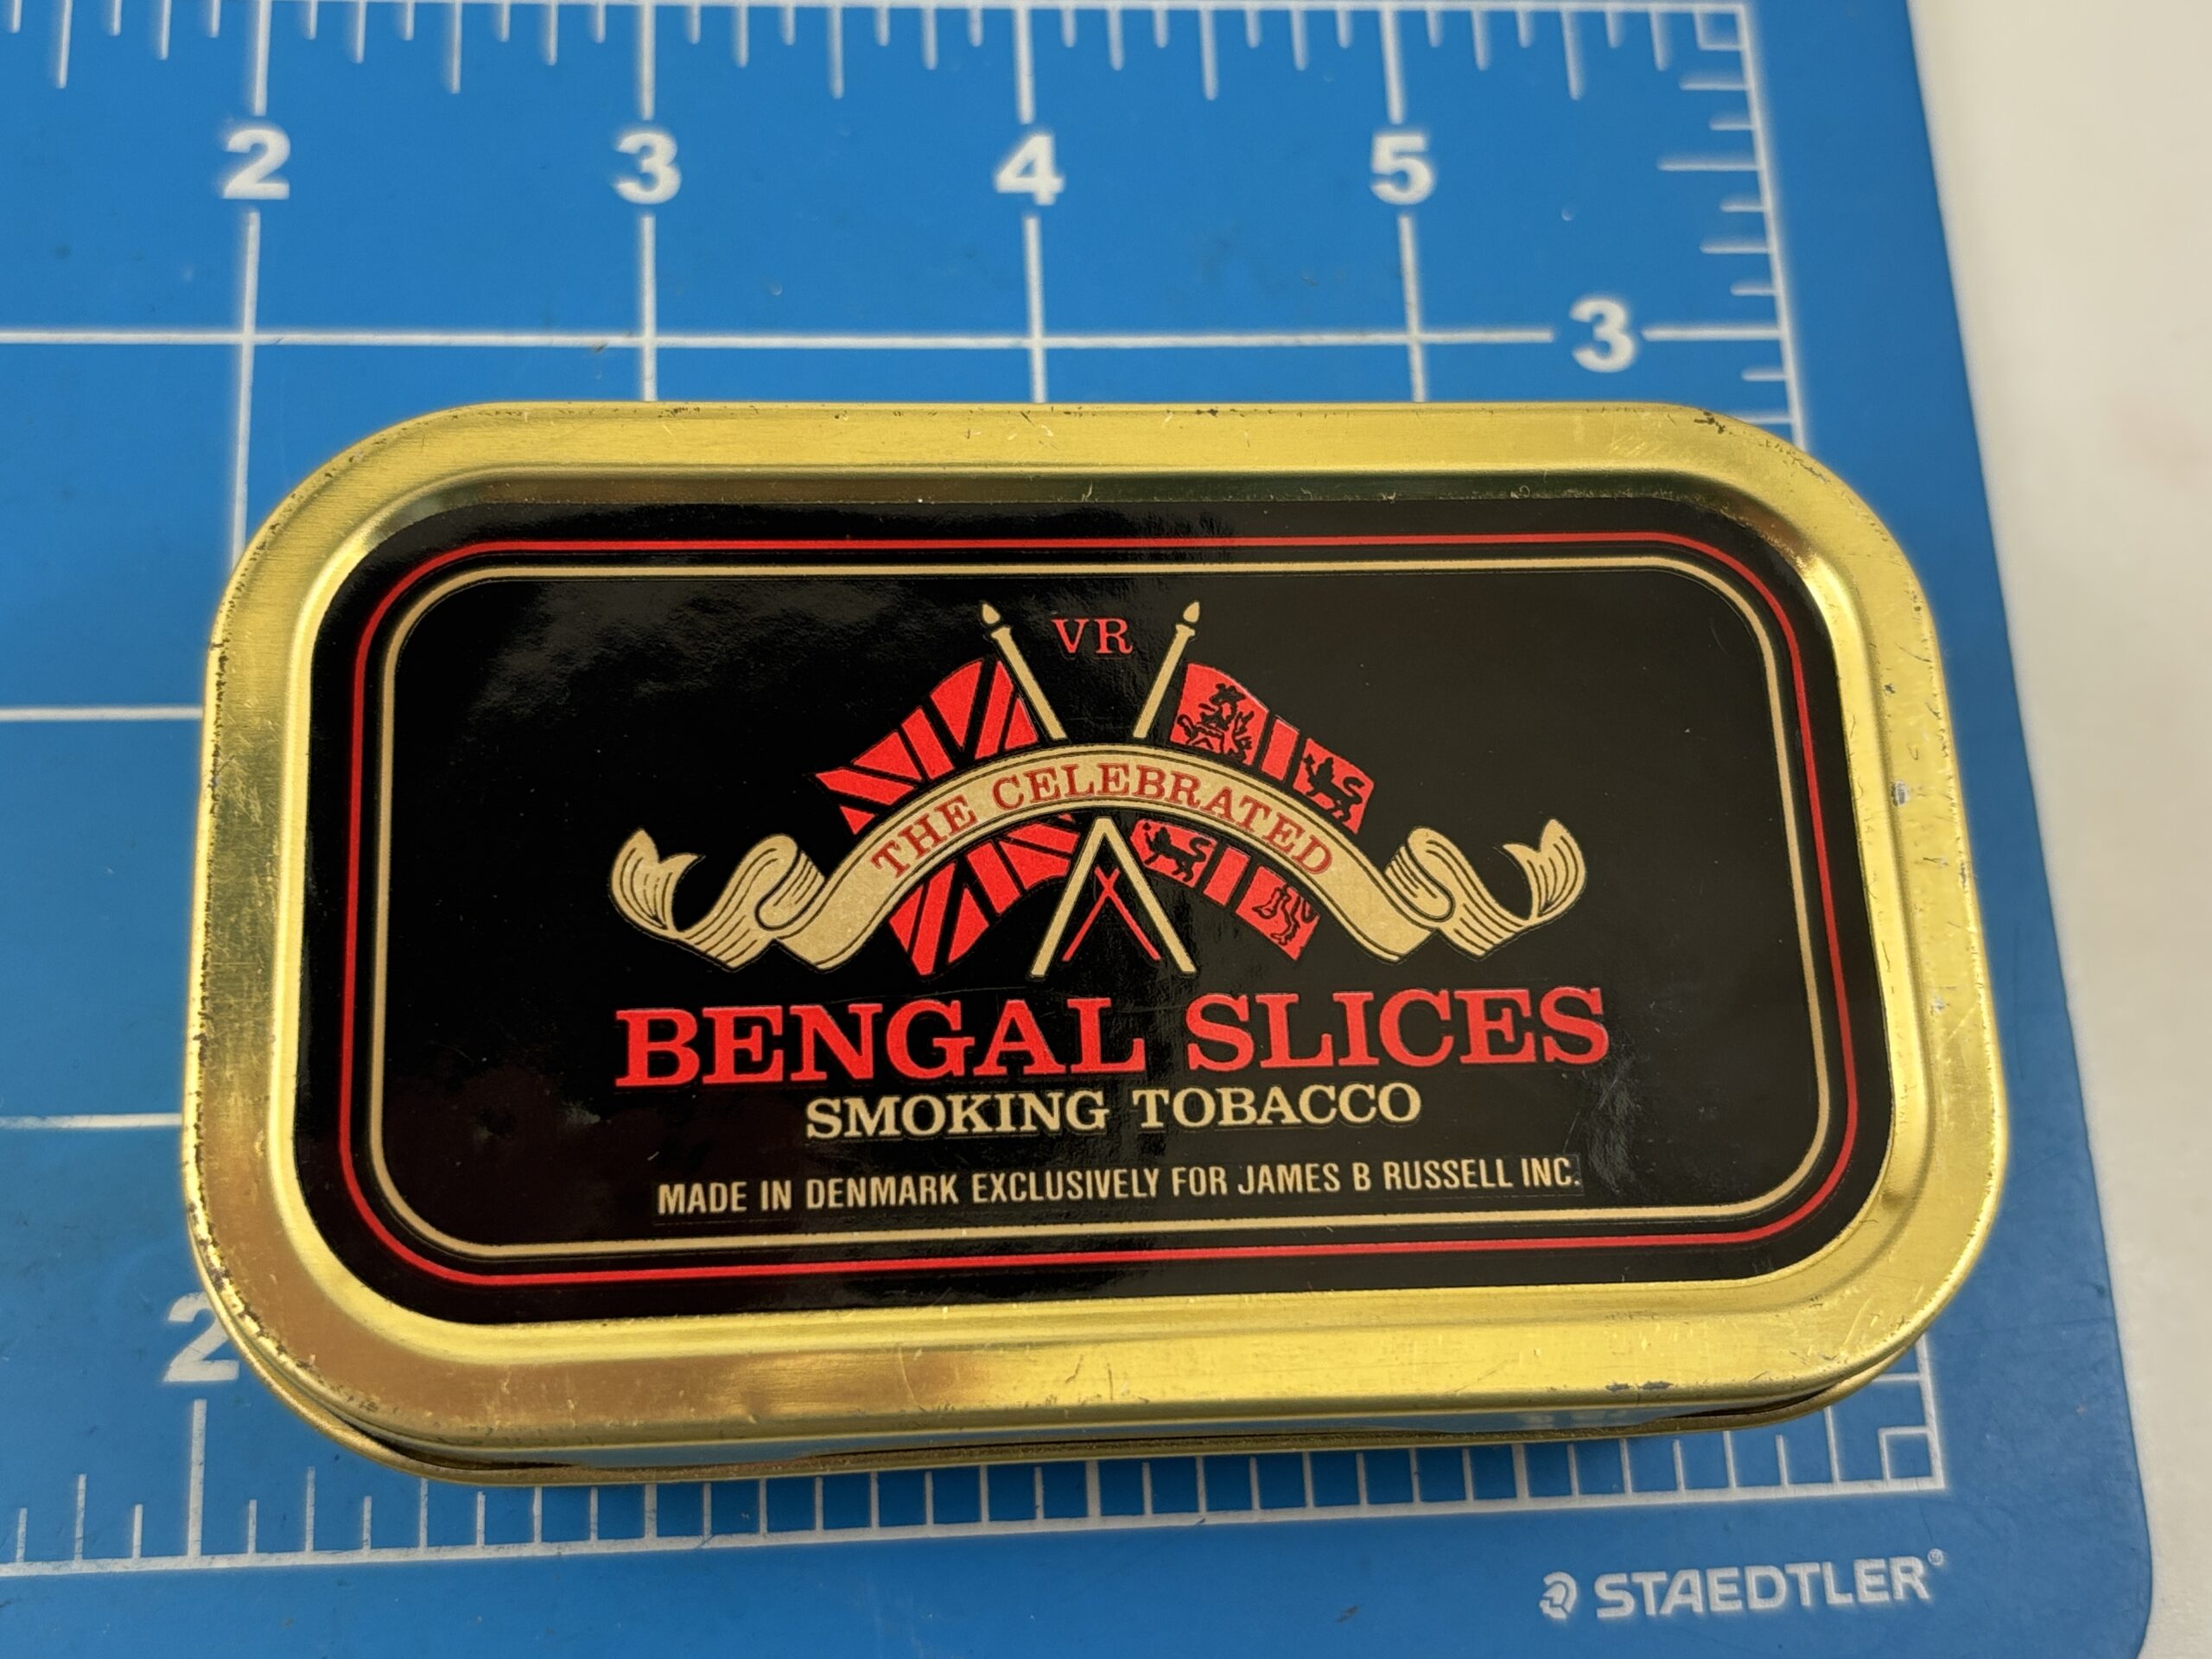 2 3 4 5
3
VR
THE CELEBRATED
BENGAL SLICES
SMOKING TOBACCO
MADE IN DENMARK EXCLUSIVELY FOR JAMES B RUSSELL INC.
2
STAEDTLER®